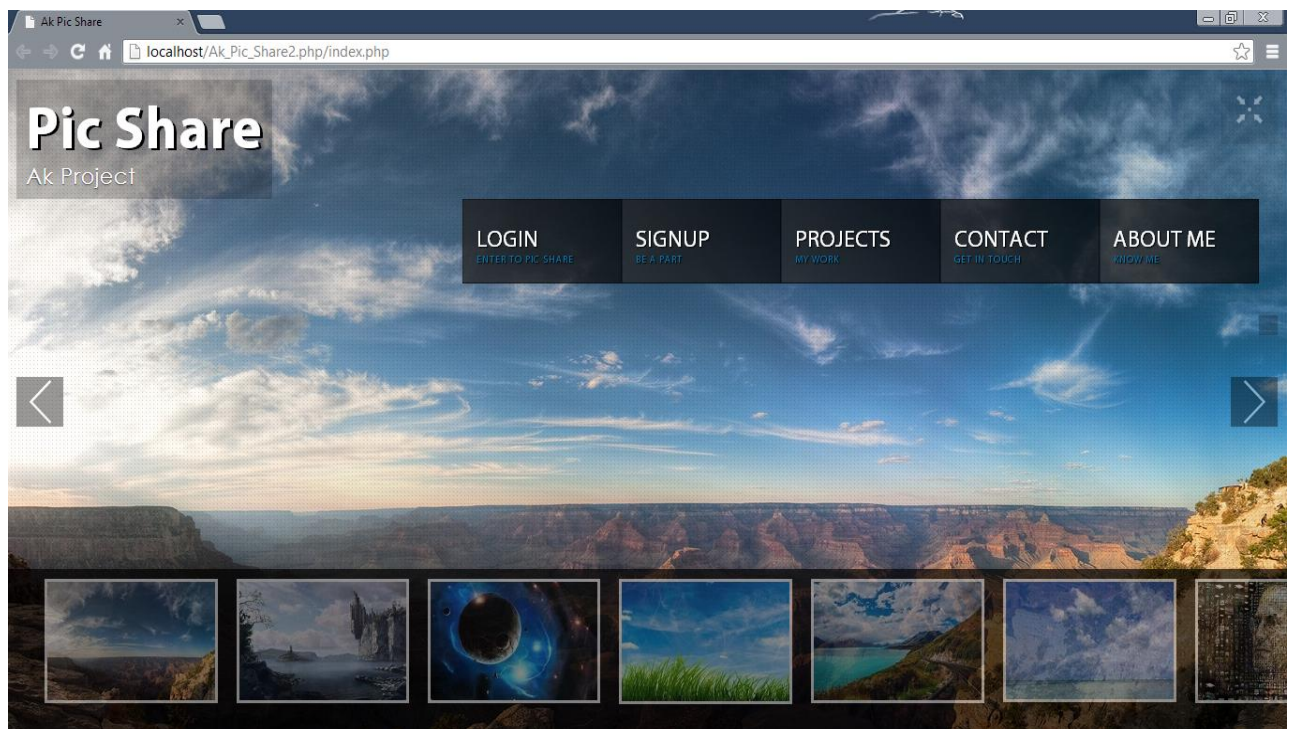 Ak Pic Share
localhost/Ak_Pic_Share2.php/index.php
Pic Share
Ak Project
LOGIN
ENTER TO PIC SHARE
SIGNUP
BE A PART
PROJECTS
MY WORK
CONTACT
GET IN TOUCH
ABOUT ME
KNOW ME